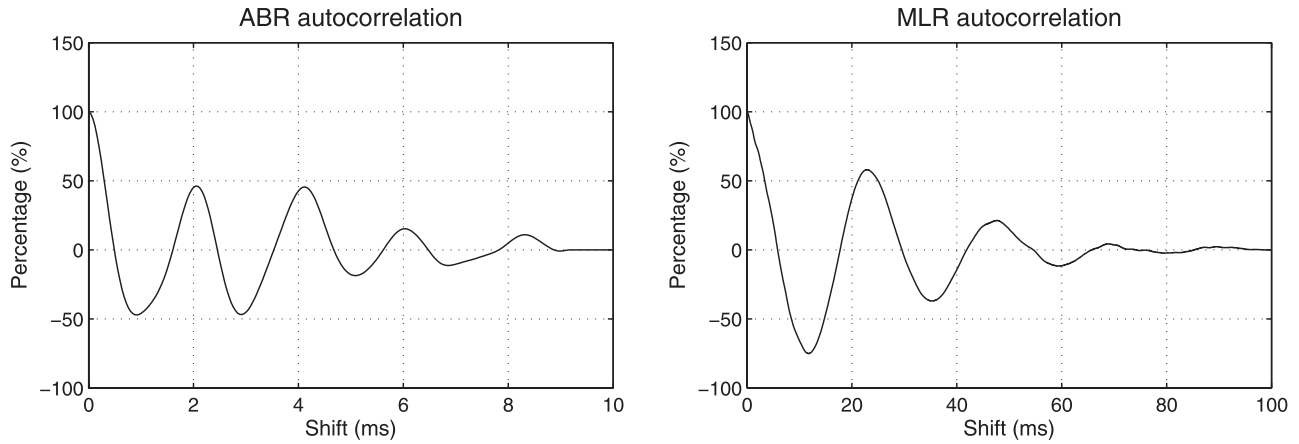 ABR autocorrelation
150
100
50
0
−50
−100
Percentage (%)
0 2 4 6 8 10
Shift (ms)
MLR autocorrelation
150
100
50
0
−50
−100
Percentage (%)
0 20 40 60 80 100
Shift (ms)